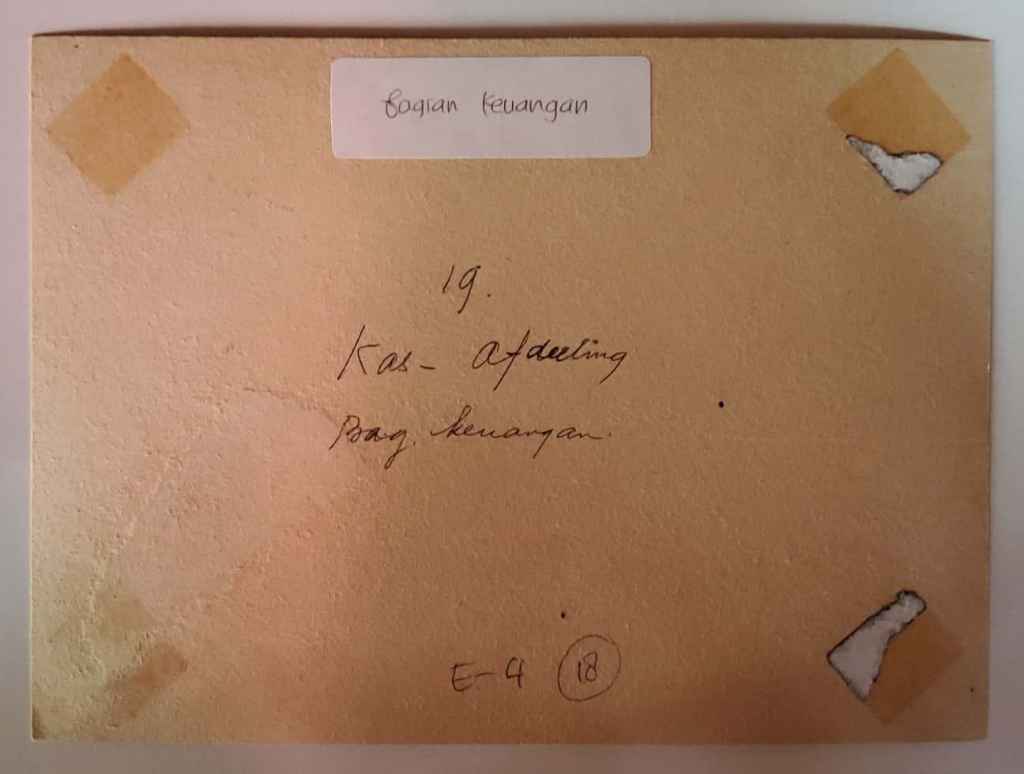 Bagian Keuangan
19.
Kas - Afdeeling
Bag. keuangan.
E-4 18